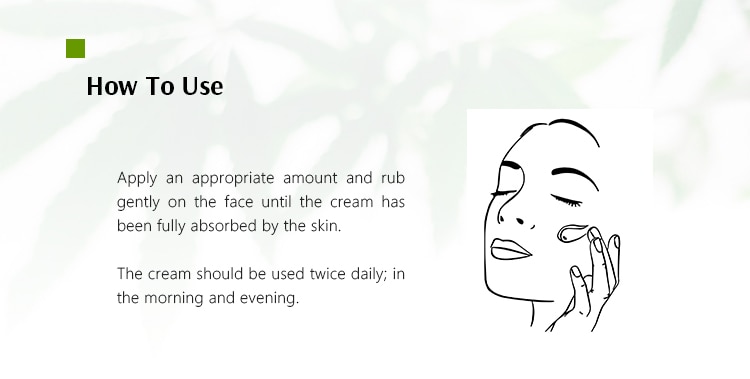 How To Use
Apply an appropriate amount and rub
gently on the face until the cream has
been fully absorbed by the skin.
The cream should be used twice daily; in
the morning and evening.